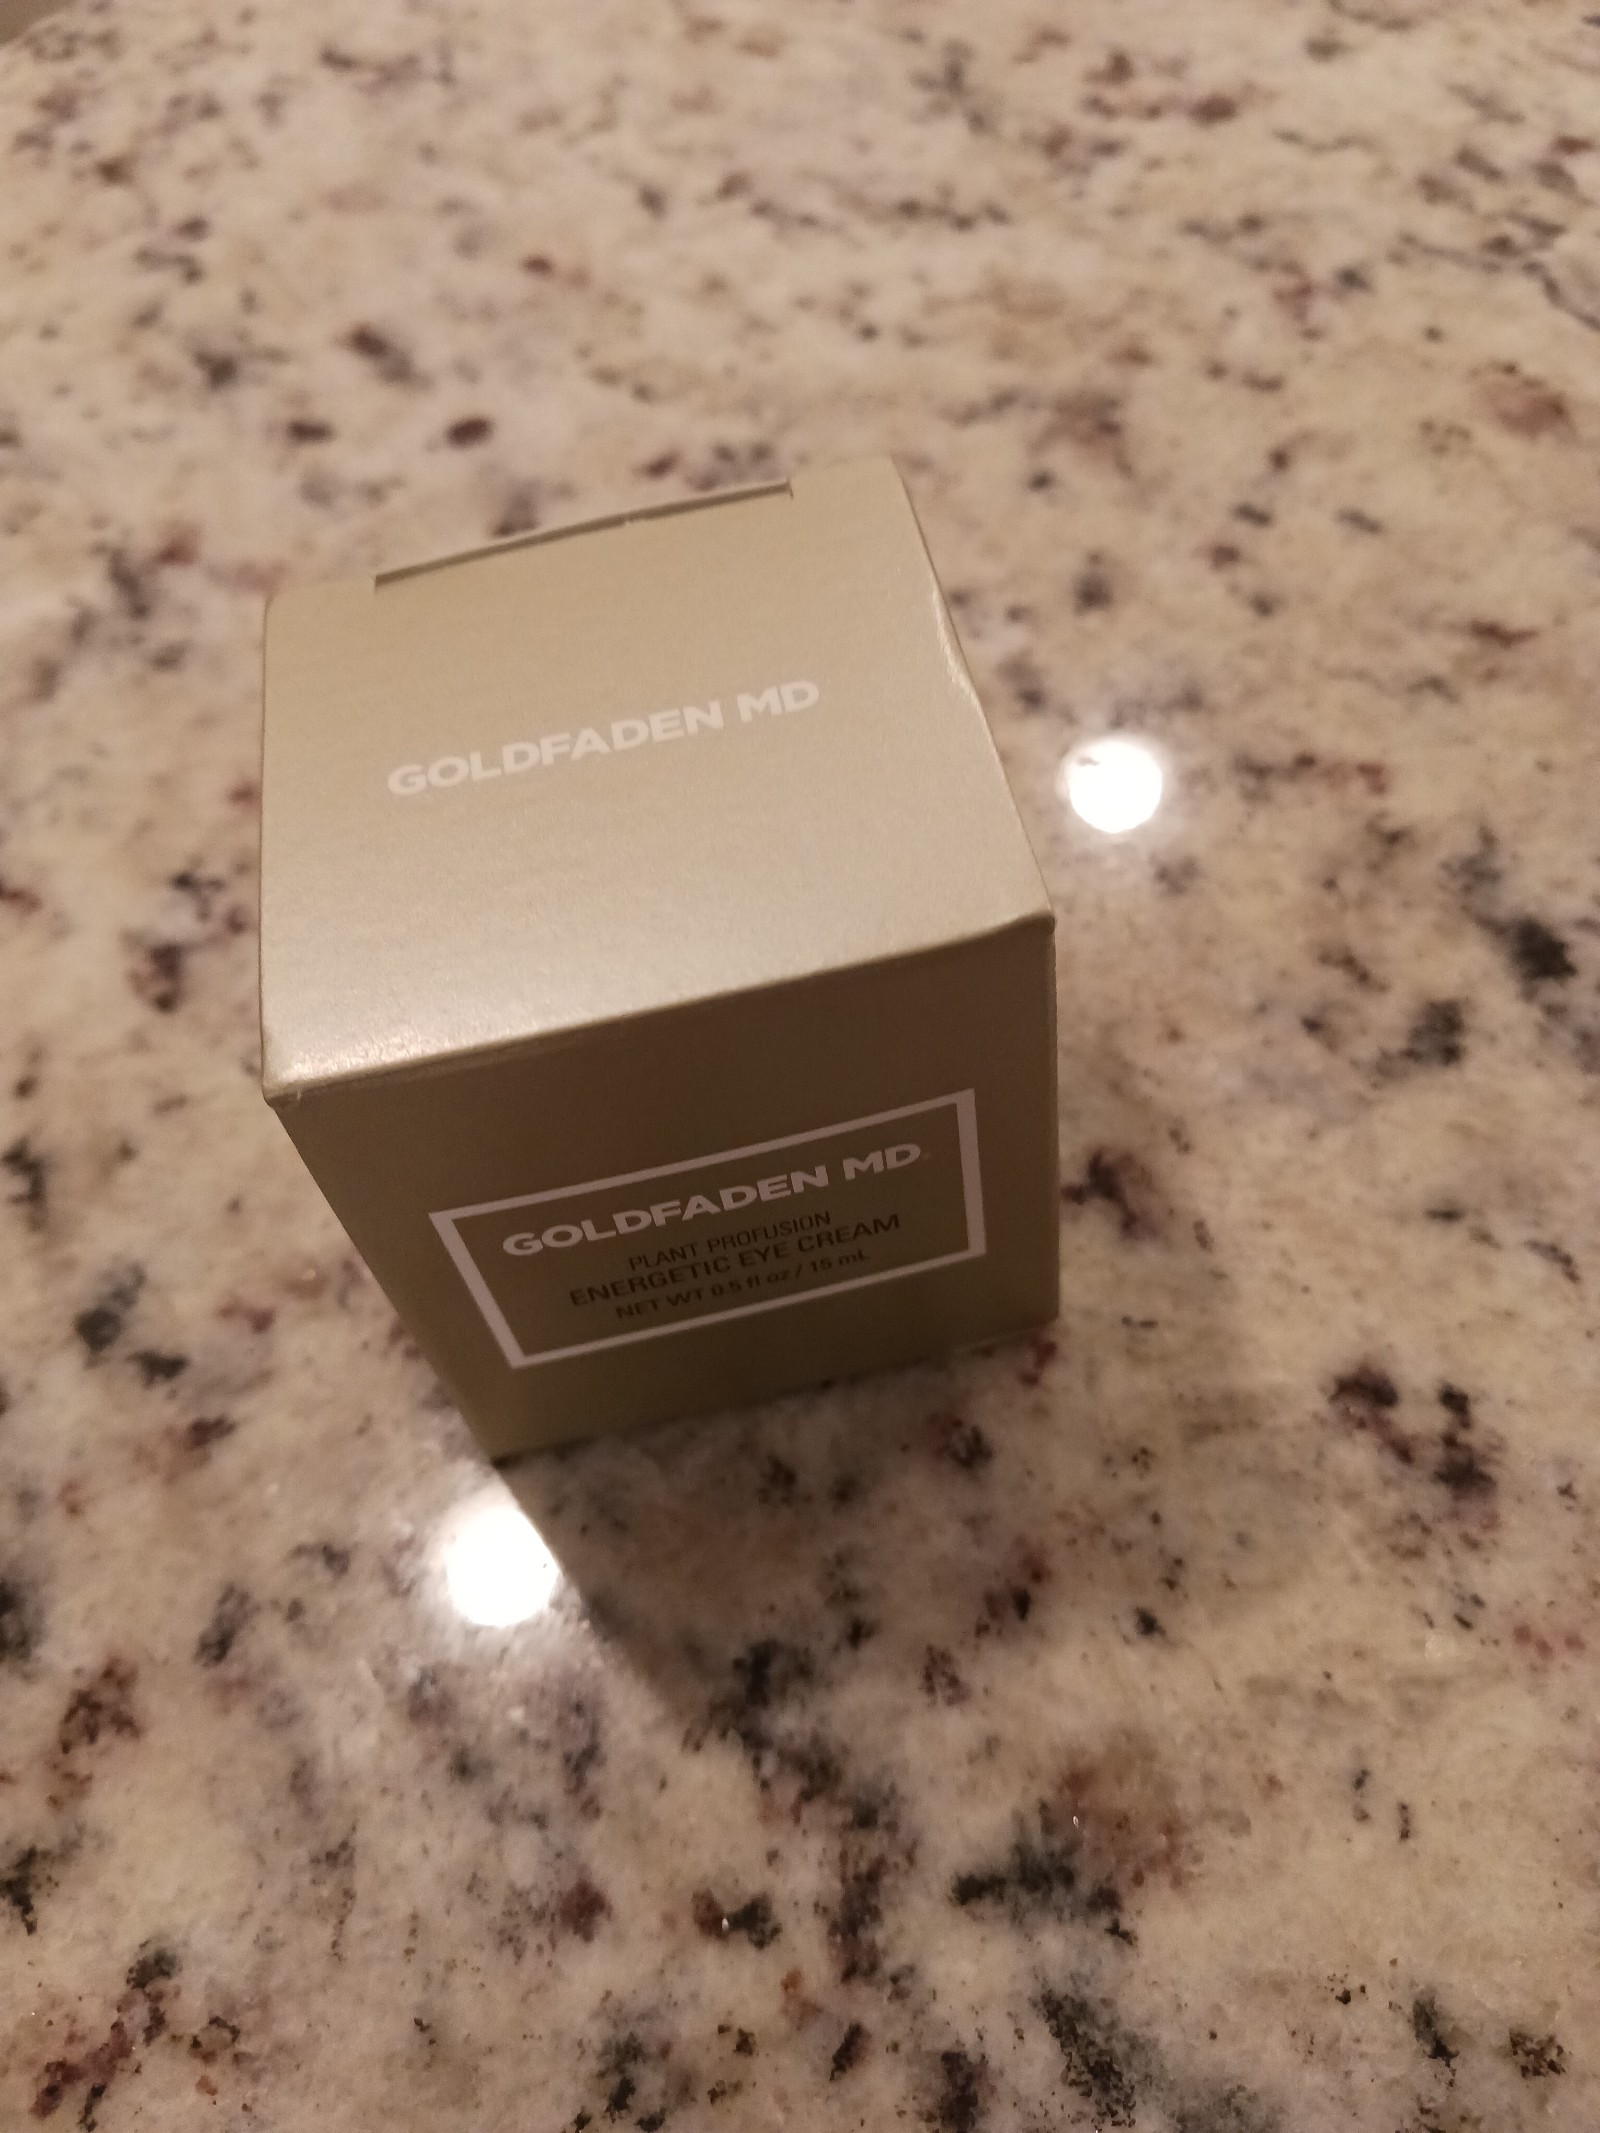 GOLDFADEN MD
GOLDFADEN MD
PLANT PROFUSION
ENERGETIC EYE CREAM
NET WT 0.5 fl oz / 15 mL